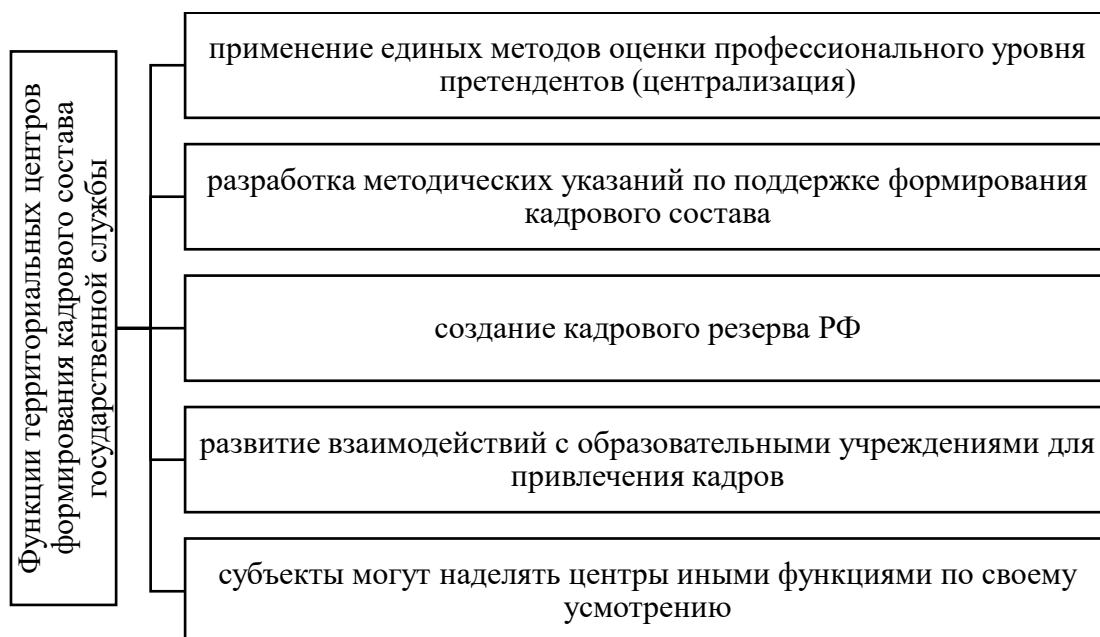 Функции территориальных центров
формирования кадрового состава
государственной службы
применение единых методов оценки профессионального уровня
претендентов (централизация)
разработка методических указаний по поддержке формирования
кадрового состава
создание кадрового резерва РФ
развитие взаимодействий с образовательными учреждениями для
привлечения кадров
субъекты могут наделять центры иными функциями по своему
усмотрению